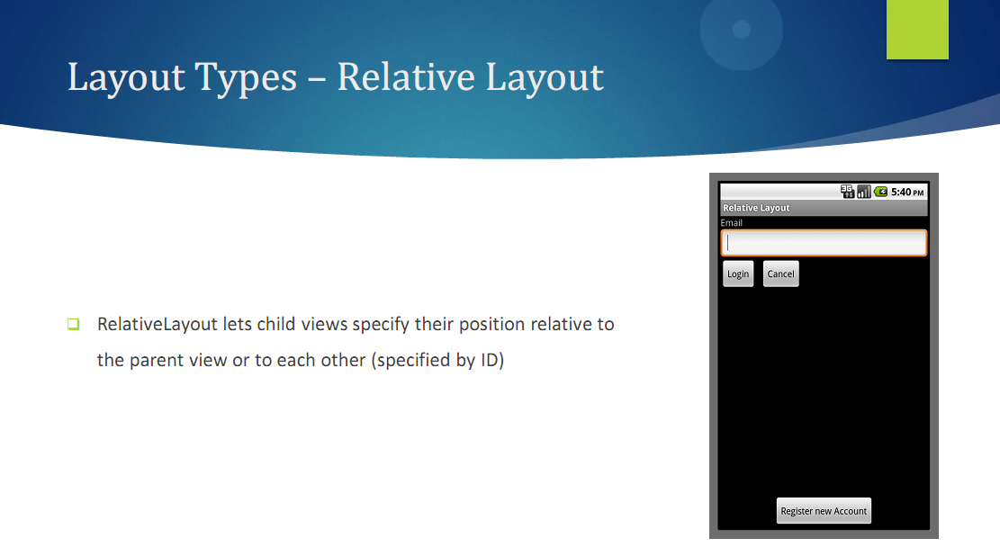 Layout Types – Relative Layout
RelativeLayout lets child views specify their position relative to
the parent view or to each other (specified by ID)
5:40 PM
Relative Layout
Email
Login Cancel
Register new Account